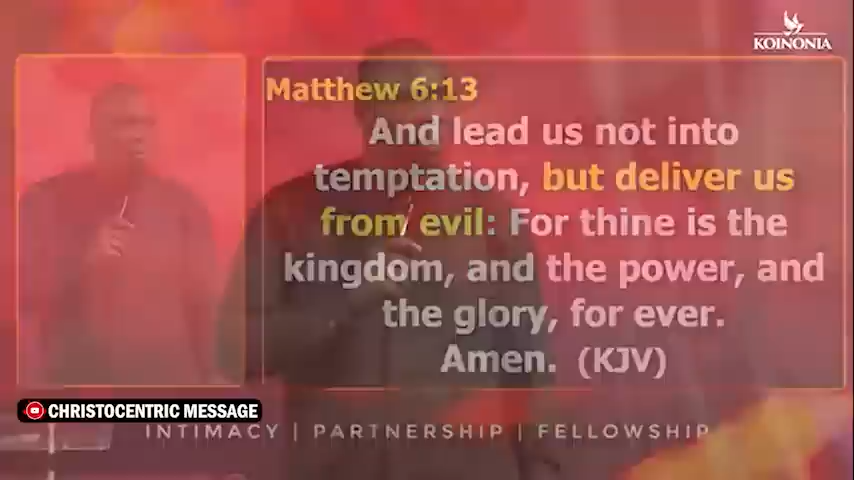 KOINONIA
Matthew 6:13
And lead us not into
temptation, but deliver us
from evil: For thine is the
kingdom, and the power, and
the glory, for ever.
Amen. (KJV)
CHRISTOCENTRIC MESSAGE
INTIMACY | PARTNERSHIP | FELLOWSHIP